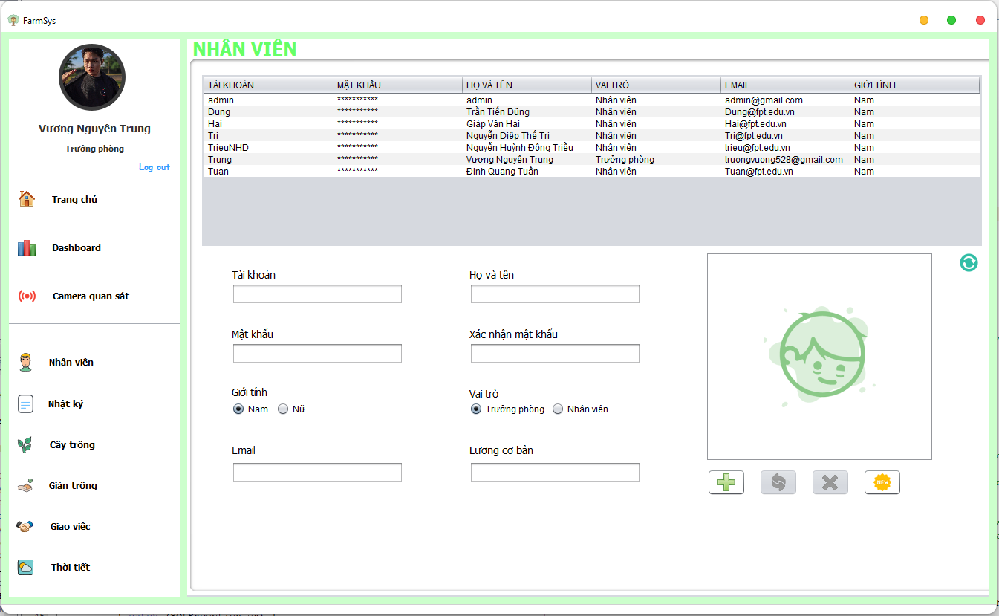 FarmSys
Vương Nguyên Trung
Trưởng phòng
Log out
Trang chủ
Dashboard
Camera quan sát
Nhân viên
Nhật ký
Cây trồng
Giàn trồng
Giao việc
Thời tiết
NHÂN VIÊN
TÀI KHOẢN MẬT KHẨU HỌ VÀ TÊN VAI TRÒ EMAIL GIỚI TÍNH
admin *********** admin Nhân viên admin@gmail.com Nam
Dung *********** Trần Tiến Dũng Nhân viên Dung@fpt.edu.vn Nam
Hai *********** Giáp Văn Hải Nhân viên Hai@fpt.edu.vn Nam
Tri *********** Nguyễn Diệp Thế Tri Nhân viên Tri@fpt.edu.vn Nam
TrieuNHD *********** Nguyễn Huỳnh Đông Triều Nhân viên trieu@fpt.edu.vn Nam
Trung *********** Vương Nguyên Trung Trưởng phòng truongvuong528@gmail.com Nam
Tuan *********** Đinh Quang Tuấn Nhân viên Tuan@fpt.edu.vn Nam
Tài khoản Họ và tên
Mật khẩu Xác nhận mật khẩu
Giới tính Vai trò
Nam Nữ Trưởng phòng Nhân viên
Email Lương cơ bản
NEW